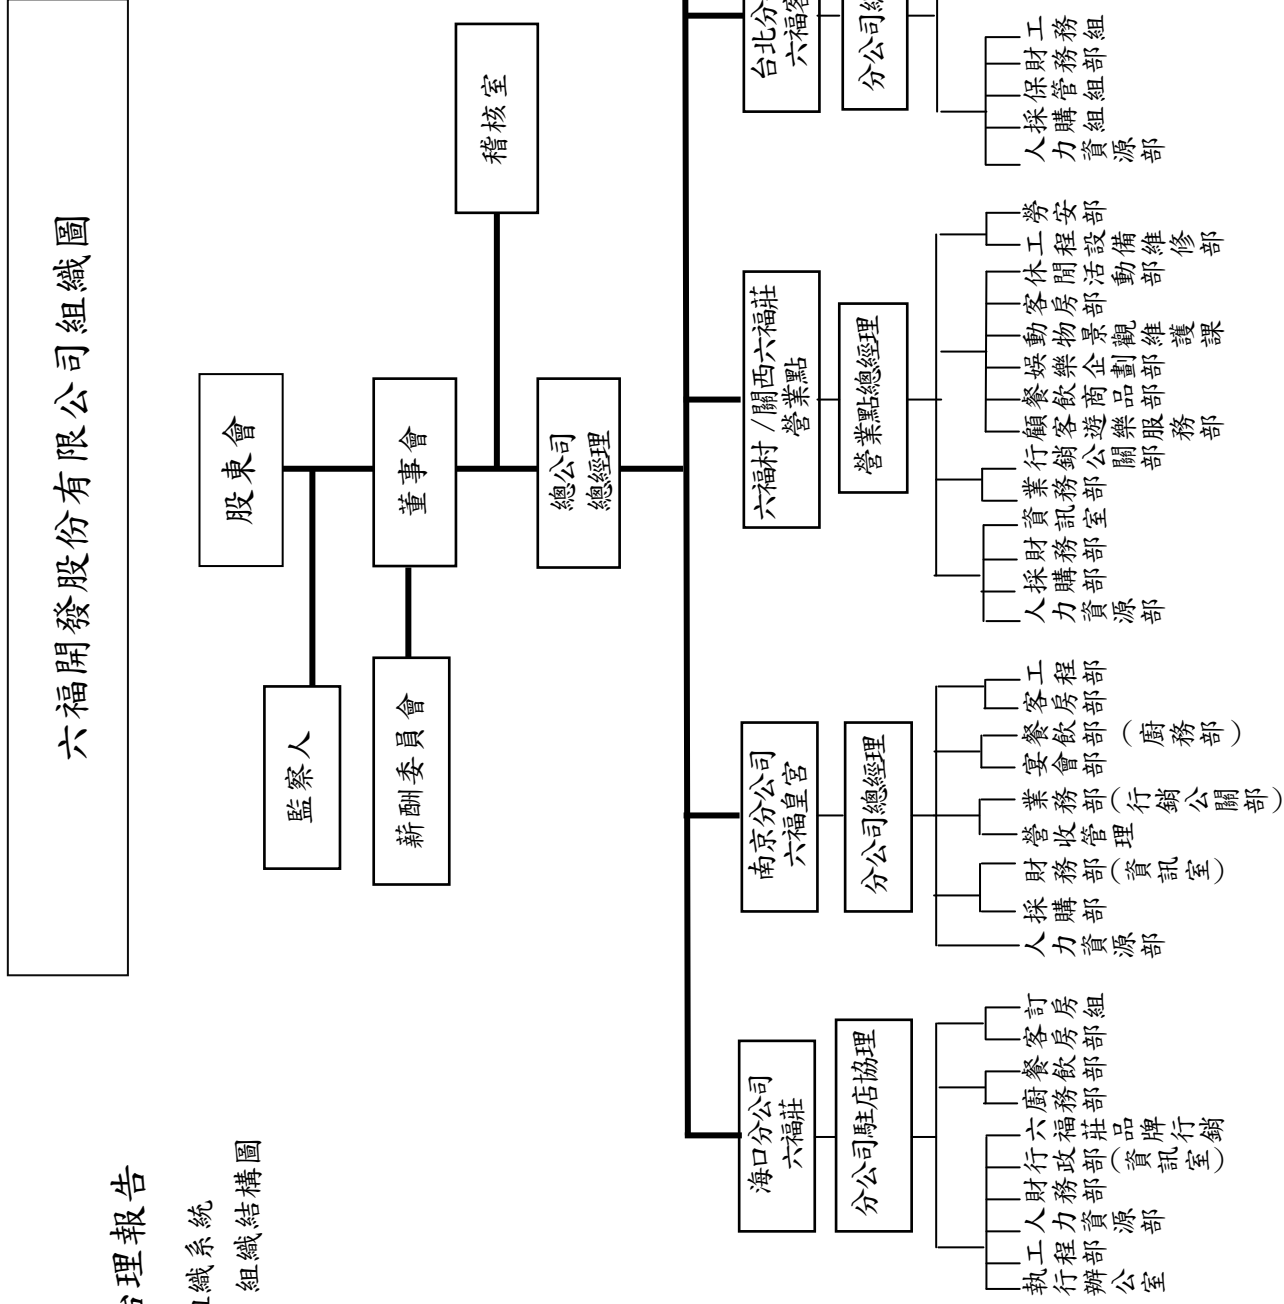 理報告
織系統
組織結構圖
六福開發股份有限公司組織圖
股東會
監察人
董事會
薪酬委員會
稽核室
總公司
總經理
海口分公司
六福莊
南京分公司
六福皇宮
六福村/關西六福莊
營業點
台北分
六福客
分公司駐店協理
分公司總經理
營業點總經理
分公司總
執行辦公室
工程部
人力資源部
財務部
行政部(資訊室)
六福莊品牌行銷
廚務部
餐飲部
客房部
訂房組
人力資源部
採購部
財務部(資訊室)
營收管理
業務部(行銷公關部)
宴會部
餐飲部(廚務部)
客房部
工程部
人力資源部
採購部
財務部
資訊室
業務部
行銷公關部
顧客遊樂服務部
餐飲商品部
娛樂企劃部
動物景觀維護課
客房部
休閒活動部
工程設備維修部
勞安部
人力資源部
採購組
保管組
財務部
工務組